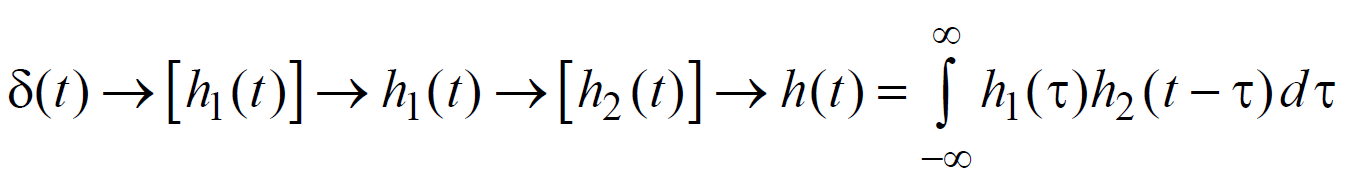 δ(t) → [h₁(t)] → h₁(t) → [h₂(t)] → h(t) = ∫_{−∞}^{∞} h₁(τ)h₂(t − τ)dτ